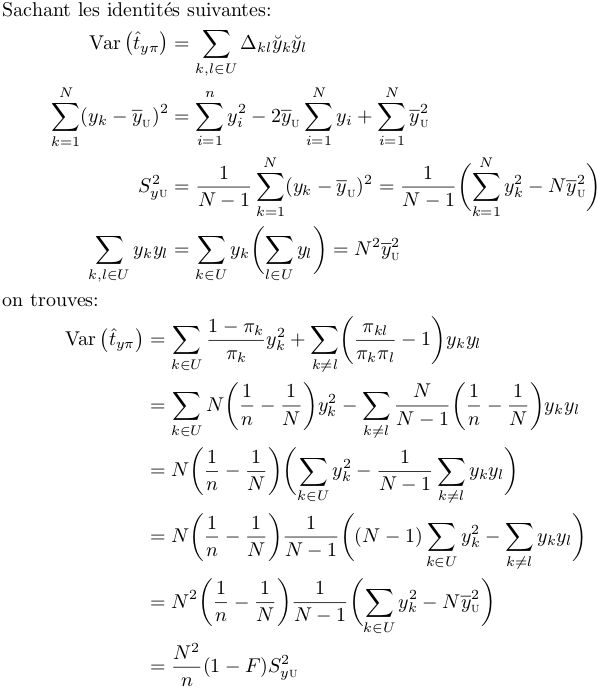 Sachant les identités suivantes:
Var(t̂_{yπ}) = ∑_{k,l∈U} Δ_{kl} y̆_k y̆_l
∑_{k=1}^{N} (y_k − ȳ_U)² = ∑_{i=1}^{n} y_i² − 2ȳ_U ∑_{i=1}^{N} y_i + ∑_{i=1}^{N} ȳ_U²
S²_{yU} = 1/(N−1) ∑_{k=1}^{N} (y_k − ȳ_U)² = 1/(N−1) (∑_{k=1}^{N} y_k² − Nȳ_U²)
∑_{k,l∈U} y_k y_l = ∑_{k∈U} y_k (∑_{l∈U} y_l) = N²ȳ_U²
on trouves:
Var(t̂_{yπ}) = ∑_{k∈U} (1−π_k)/π_k y_k² + ∑_{k≠l} (π_{kl}/(π_k π_l) − 1) y_k y_l
= ∑_{k∈U} N(1/n − 1/N) y_k² − ∑_{k≠l} N/(N−1) (1/n − 1/N) y_k y_l
= N(1/n − 1/N) (∑_{k∈U} y_k² − 1/(N−1) ∑_{k≠l} y_k y_l)
= N(1/n − 1/N) 1/(N−1) ((N−1) ∑_{k∈U} y_k² − ∑_{k≠l} y_k y_l)
= N²(1/n − 1/N) 1/(N−1) (∑_{k∈U} y_k² − Nȳ_U²)
= N²/n (1−F) S²_{yU}